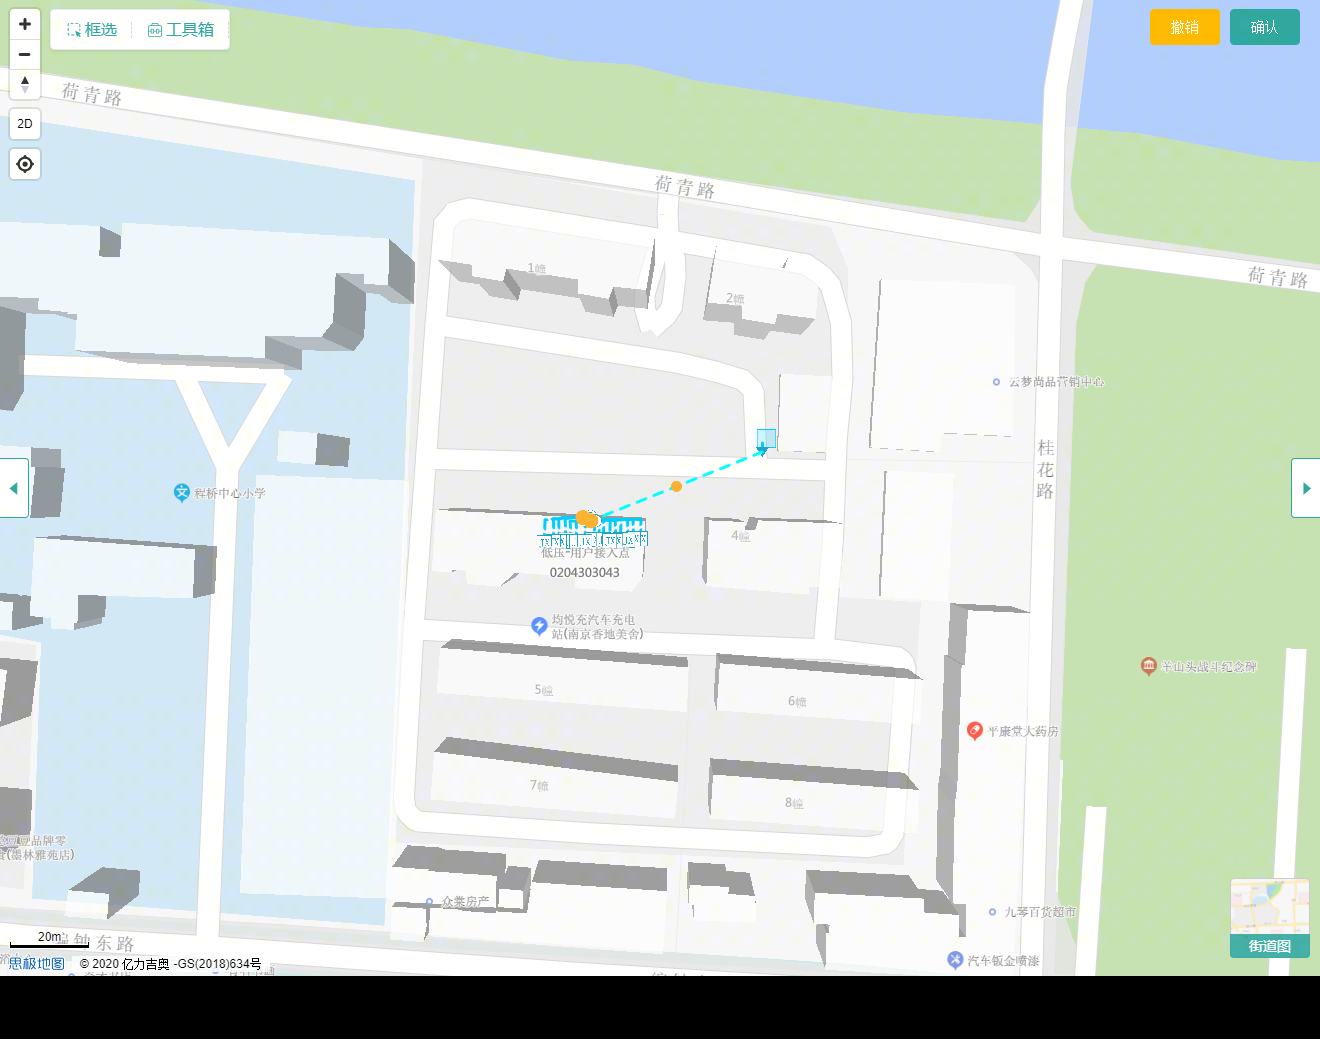 框选
工具箱
撤销
确认
2D
荷青路
荷青路
荷青路
1幢
2幢
云梦尚品营销中心
桂花路
程桥中心小学
4幢
低压-用户接入点
0204303043
均悦充汽车充电
站(南京香地美舍)
羊山头战斗纪念碑
5幢
6幢
平康堂大药房
7幢
8幢
豆品牌零
食(墨林雅苑店)
众棠房产
九琴百货超市
钟东路
20m
街道图
汽车钣金喷漆
思极地图
© 2020 亿力吉奥 -GS(2018)634号